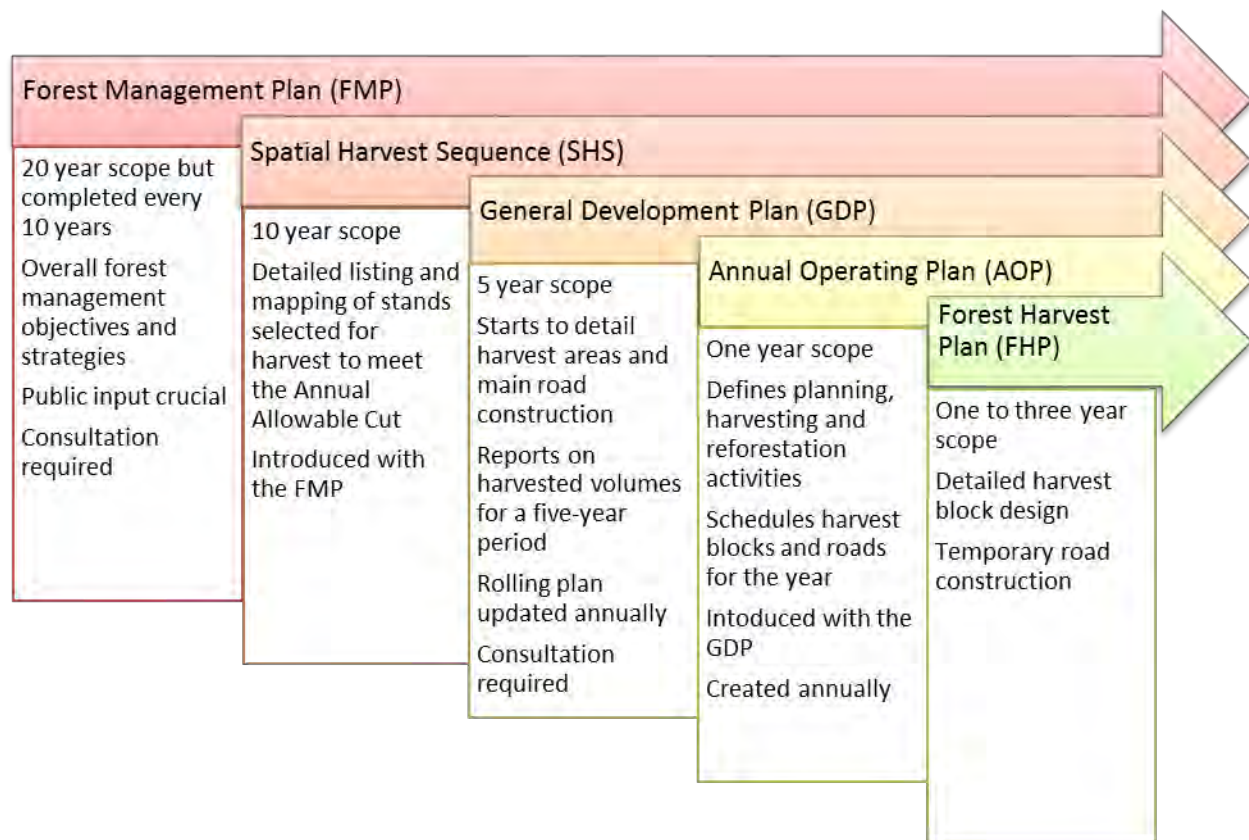 Forest Management Plan (FMP)
20 year scope but
completed every
10 years
Overall forest
management
objectives and
strategies
Public input crucial
Consultation
required
Spatial Harvest Sequence (SHS)
10 year scope
Detailed listing and
mapping of stands
selected for
harvest to meet
the Annual
Allowable Cut
Introduced with
the FMP
General Development Plan (GDP)
5 year scope
Starts to detail
harvest areas and
main road
construction
Reports on
harvested volumes
for a five-year
period
Rolling plan
updated annually
Consultation
required
Annual Operating Plan (AOP)
One year scope
Defines planning,
harvesting and
reforestation
activities
Schedules harvest
blocks and roads
for the year
Intoduced with the
GDP
Created annually
Forest Harvest
Plan (FHP)
One to three year
scope
Detailed harvest
block design
Temporary road
construction